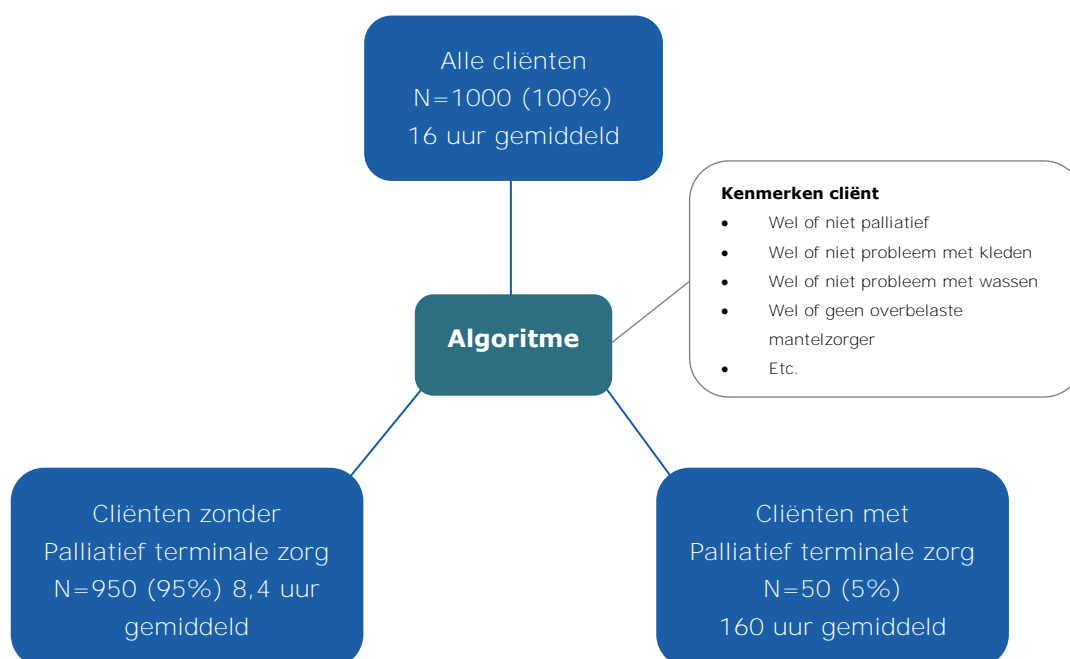 Alle cliënten
N=1000 (100%)
16 uur gemiddeld
Kenmerken cliënt
• Wel of niet palliatief
• Wel of niet probleem met kleden
• Wel of niet probleem met wassen
• Wel of geen overbelaste
mantelzorger
• Etc.
Algoritme
Cliënten zonder
Palliatief terminale zorg
N=950 (95%) 8,4 uur
gemiddeld
Cliënten met
Palliatief terminale zorg
N=50 (5%)
160 uur gemiddeld